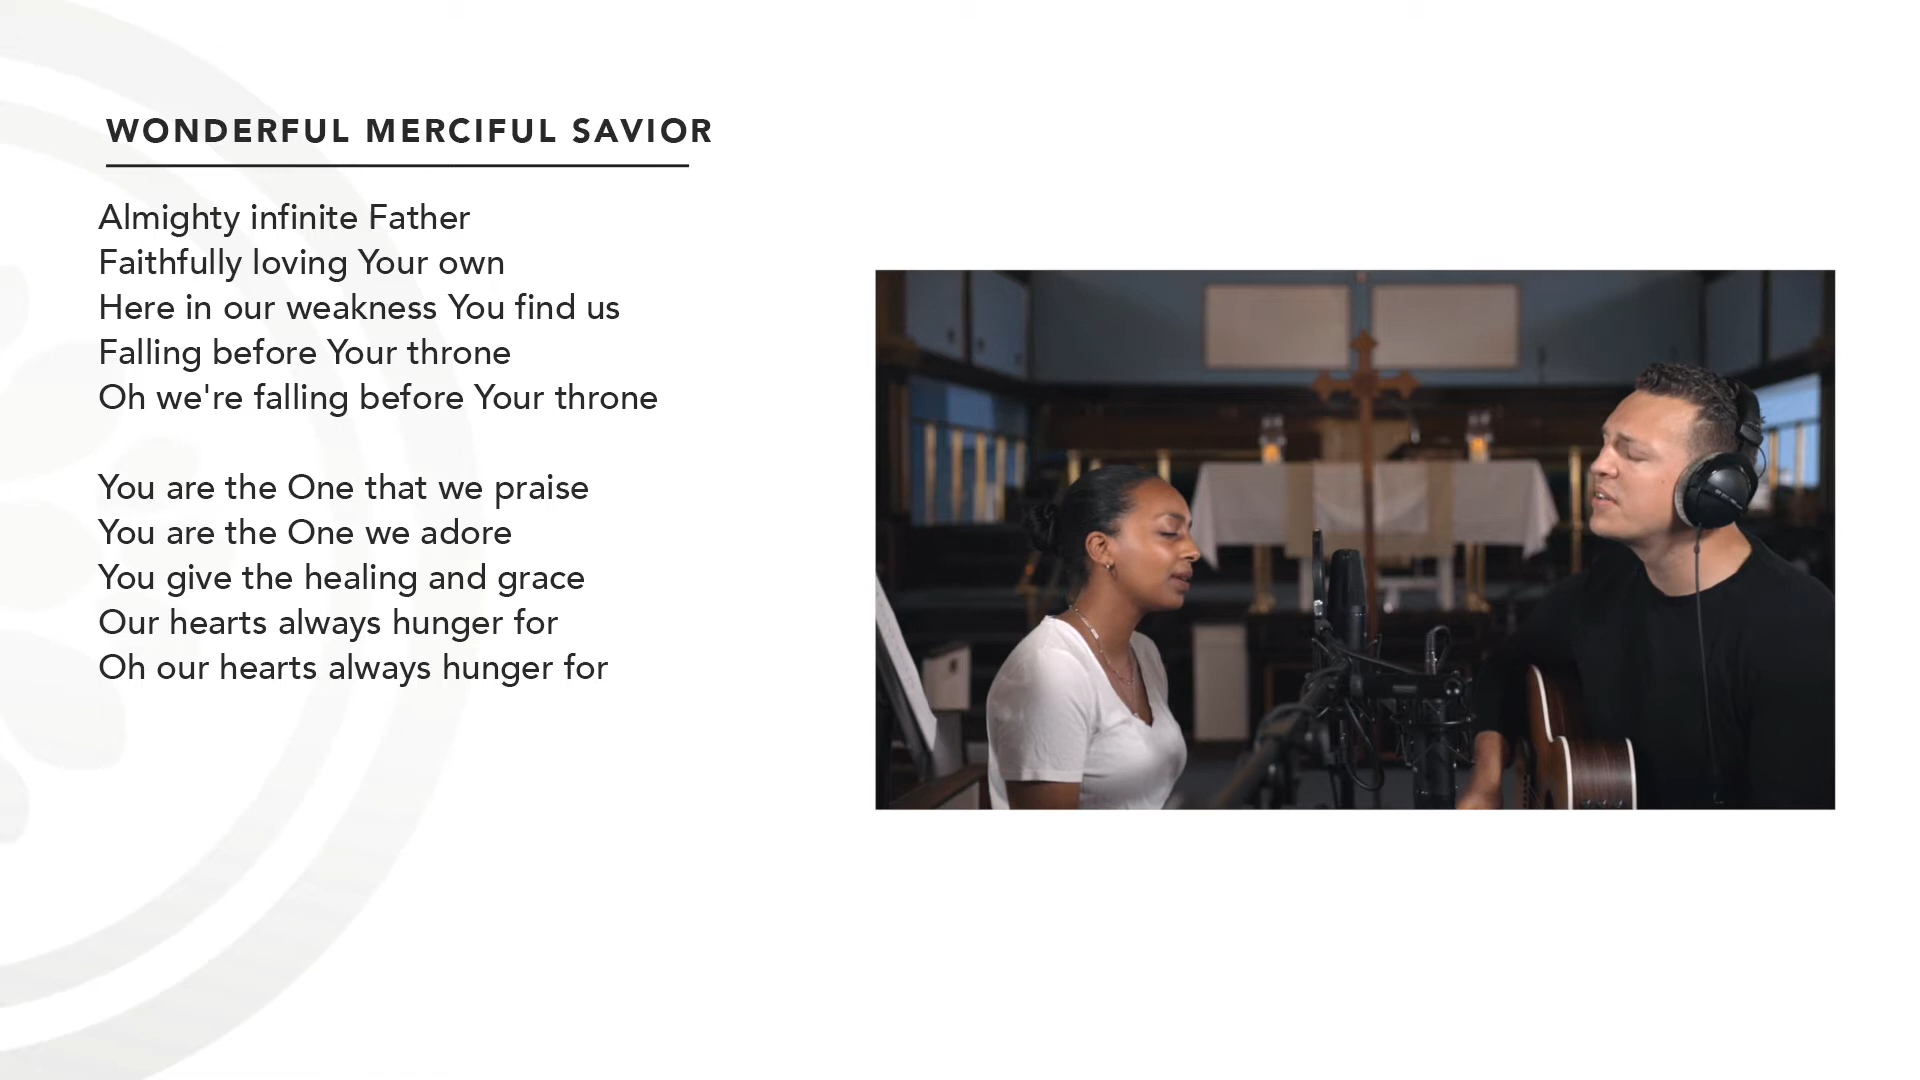 WONDERFUL MERCIFUL SAVIOR
Almighty infinite Father
Faithfully loving Your own
Here in our weakness You find us
Falling before Your throne
Oh we're falling before Your throne
You are the One that we praise
You are the One we adore
You give the healing and grace
Our hearts always hunger for
Oh our hearts always hunger for